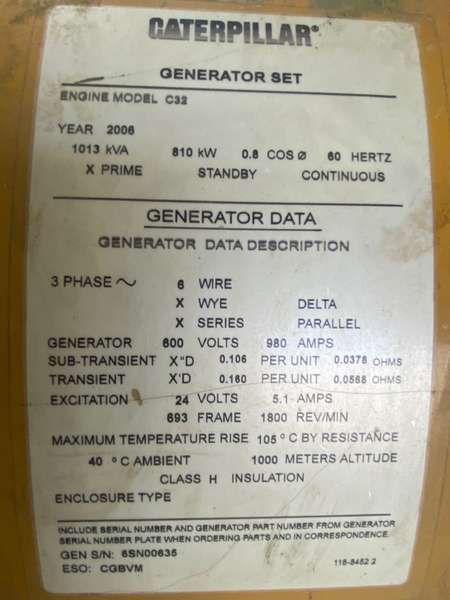 CATERPILLAR®
GENERATOR SET
ENGINE MODEL C32
YEAR 2006
1013 kVA 810 kW 0.8 COS Ø 60 HERTZ
X PRIME STANDBY CONTINUOUS
GENERATOR DATA
GENERATOR DATA DESCRIPTION
3 PHASE ~ 6 WIRE
X WYE DELTA
X SERIES PARALLEL
GENERATOR 600 VOLTS 980 AMPS
SUB-TRANSIENT X"D 0.106 PER UNIT 0.0376 OHMS
TRANSIENT X'D 0.160 PER UNIT 0.0568 OHMS
EXCITATION 24 VOLTS 5.1 AMPS
693 FRAME 1800 REV/MIN
MAXIMUM TEMPERATURE RISE 105 °C BY RESISTANCE
40 °C AMBIENT 1000 METERS ALTITUDE
CLASS H INSULATION
ENCLOSURE TYPE
INCLUDE SERIAL NUMBER AND GENERATOR PART NUMBER FROM GENERATOR
SERIAL NUMBER PLATE WHEN ORDERING PARTS AND IN CORRESPONDENCE.
GEN S/N: 6SN00635
ESO: CGBVM 116-8452 2